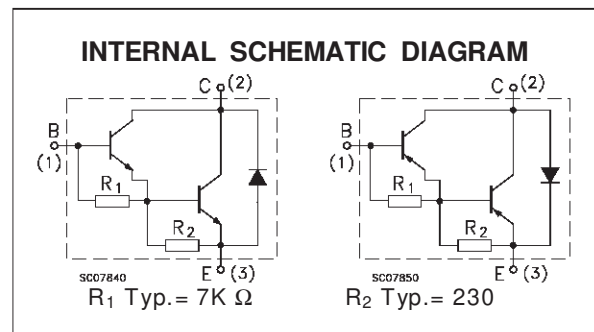 INTERNAL SCHEMATIC DIAGRAM
C (2)
B
(1)
R1
R2
E (3)
SC07840
C (2)
B
(1)
R1
R2
E (3)
SC07850
R1 Typ.= 7K Ω
R2 Typ.= 230